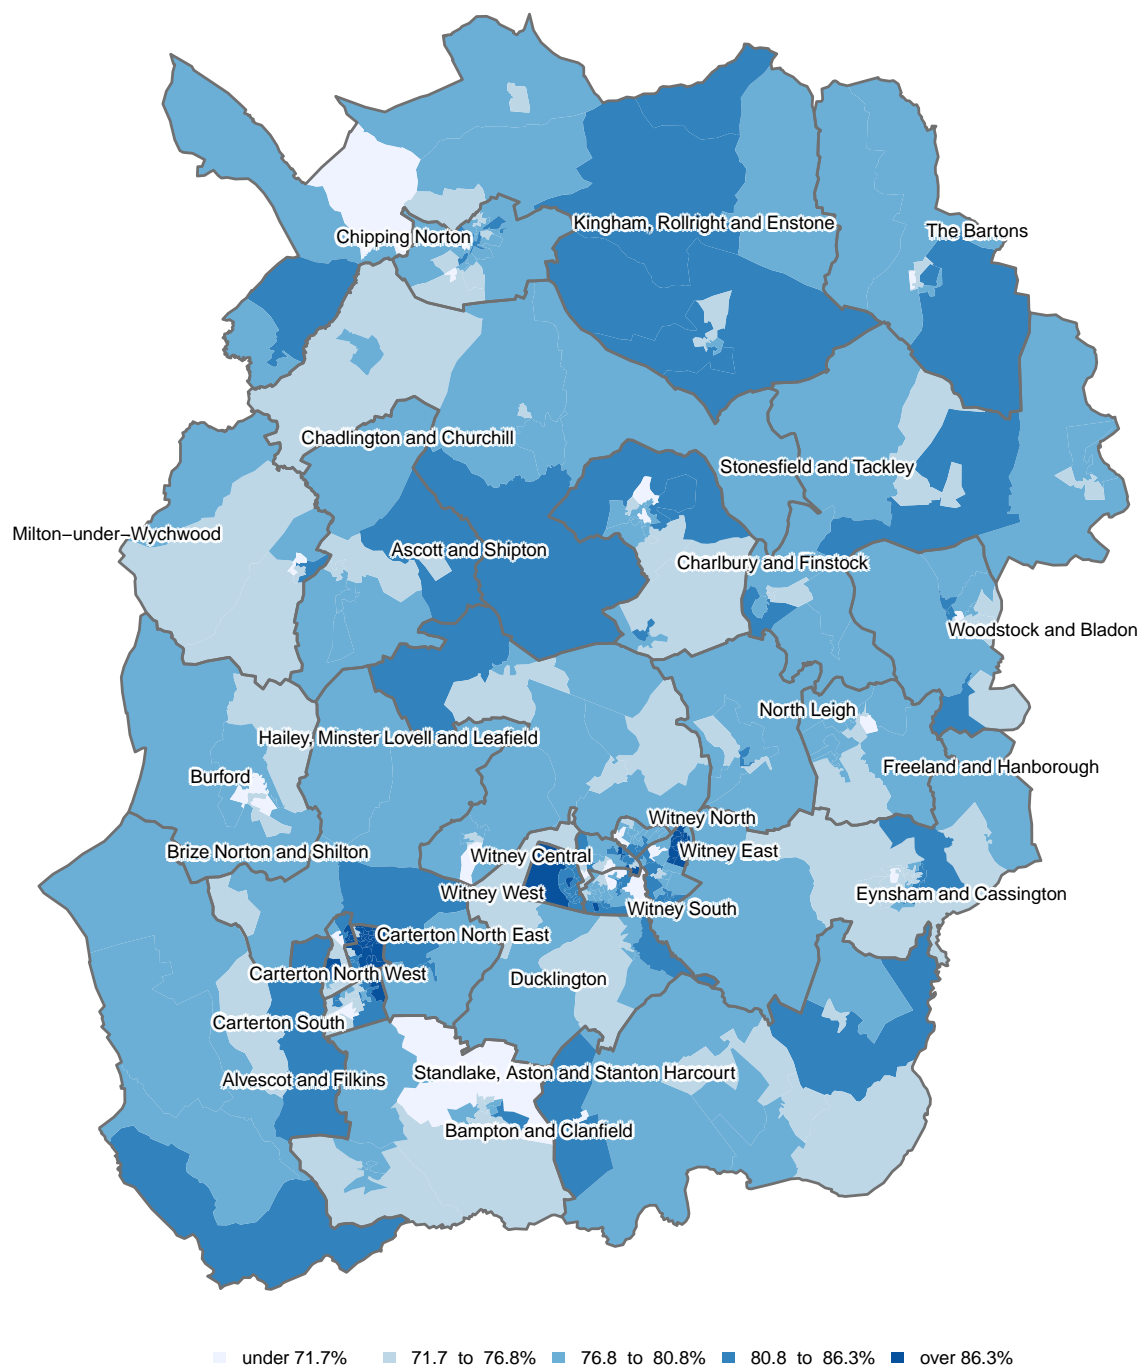 Kingham, Rollright and Enstone
The Bartons
Chipping Norton
Chadlington and Churchill
Stonesfield and Tackley
Milton−under−Wychwood
Ascott and Shipton
Charlbury and Finstock
Woodstock and Bladon
North Leigh
Hailey, Minster Lovell and Leafield
Freeland and Hanborough
Burford
Witney North
Brize Norton and Shilton
Witney Central
Witney East
Witney West
Eynsham and Cassington
Witney South
Carterton North East
Carterton North West
Ducklington
Carterton South
Standlake, Aston and Stanton Harcourt
Alvescot and Filkins
Bampton and Clanfield
under 71.7% 71.7 to 76.8% 76.8 to 80.8% 80.8 to 86.3% over 86.3%